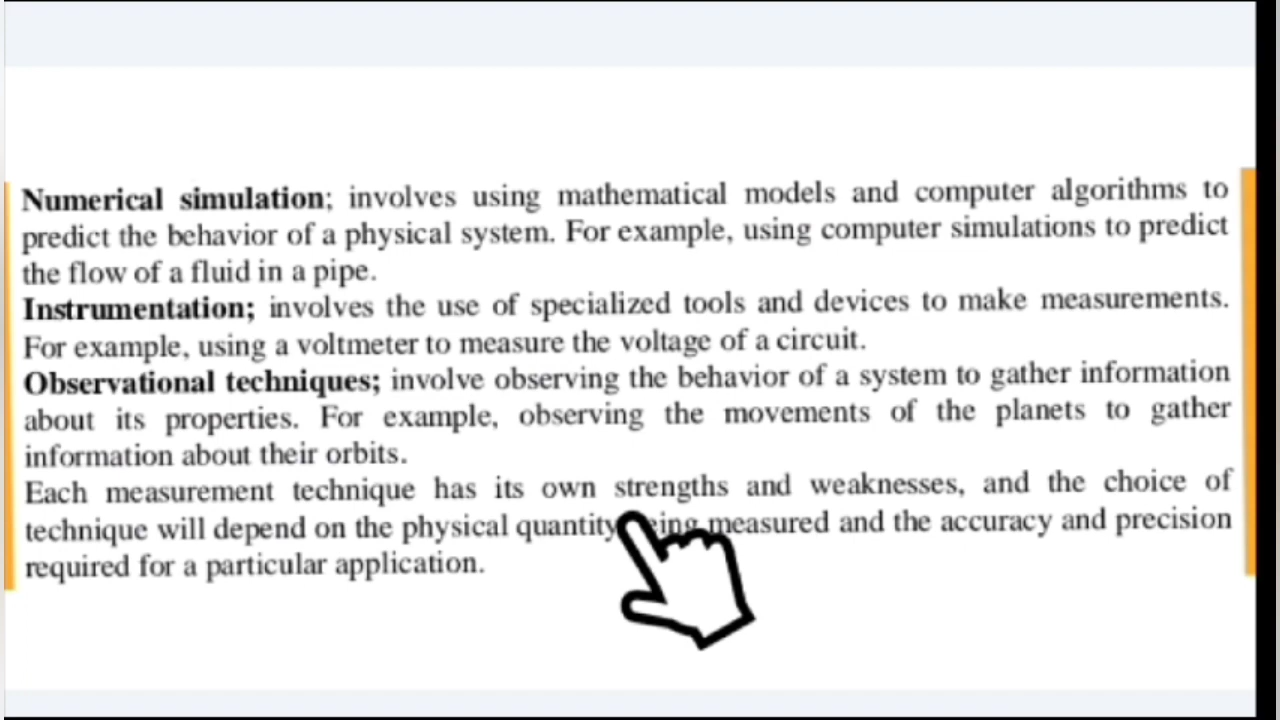 Numerical simulation; involves using mathematical models and computer algorithms to
predict the behavior of a physical system. For example, using computer simulations to predict
the flow of a fluid in a pipe.
Instrumentation; involves the use of specialized tools and devices to make measurements.
For example, using a voltmeter to measure the voltage of a circuit.
Observational techniques; involve observing the behavior of a system to gather information
about its properties. For example, observing the movements of the planets to gather
information about their orbits.
Each measurement technique has its own strengths and weaknesses, and the choice of
technique will depend on the physical quantity measured and the accuracy and precision
required for a particular application.